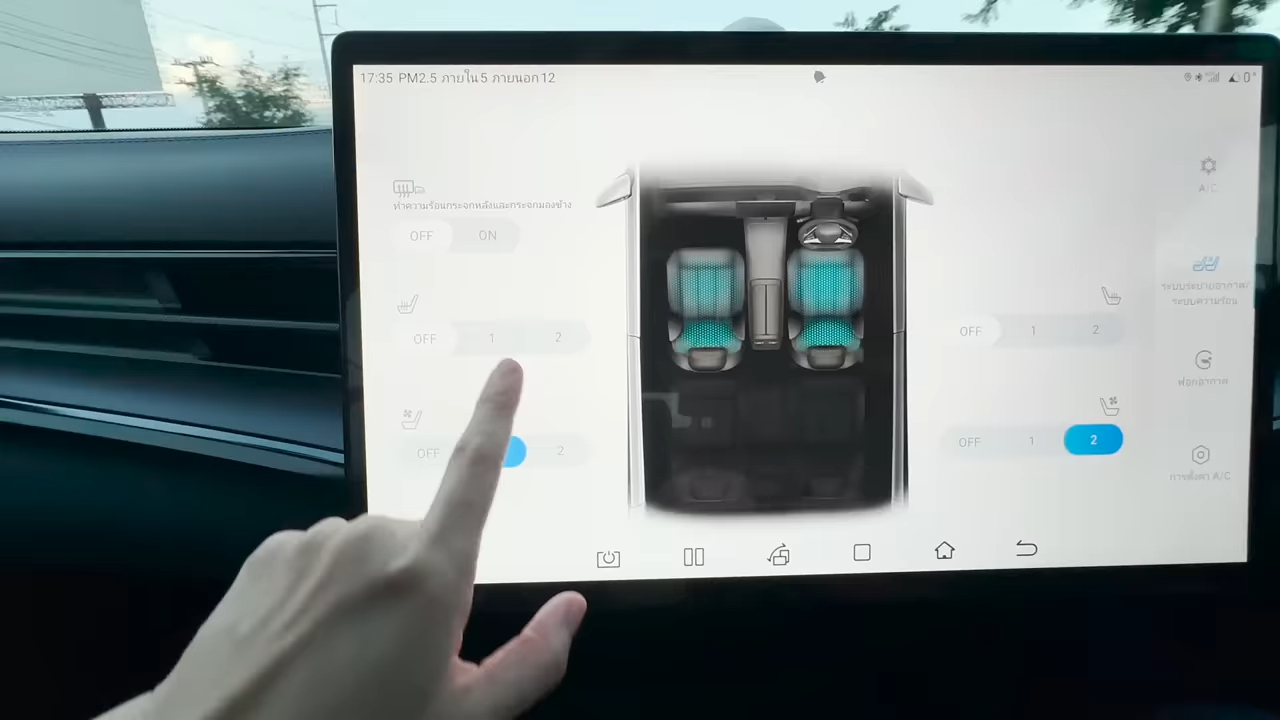 17:35 PM2.5 ภายใน5 ภายนอก12
0°
A/C
ทำความร้อนกระจกหลังและกระจกมองข้าง
OFF ON
ระบบระบายอากาศ/
ระบบความร้อน
OFF 1 2
OFF 1 2
ฟอกอากาศ
OFF 2
OFF 1 2
การตั้งค่า A/C